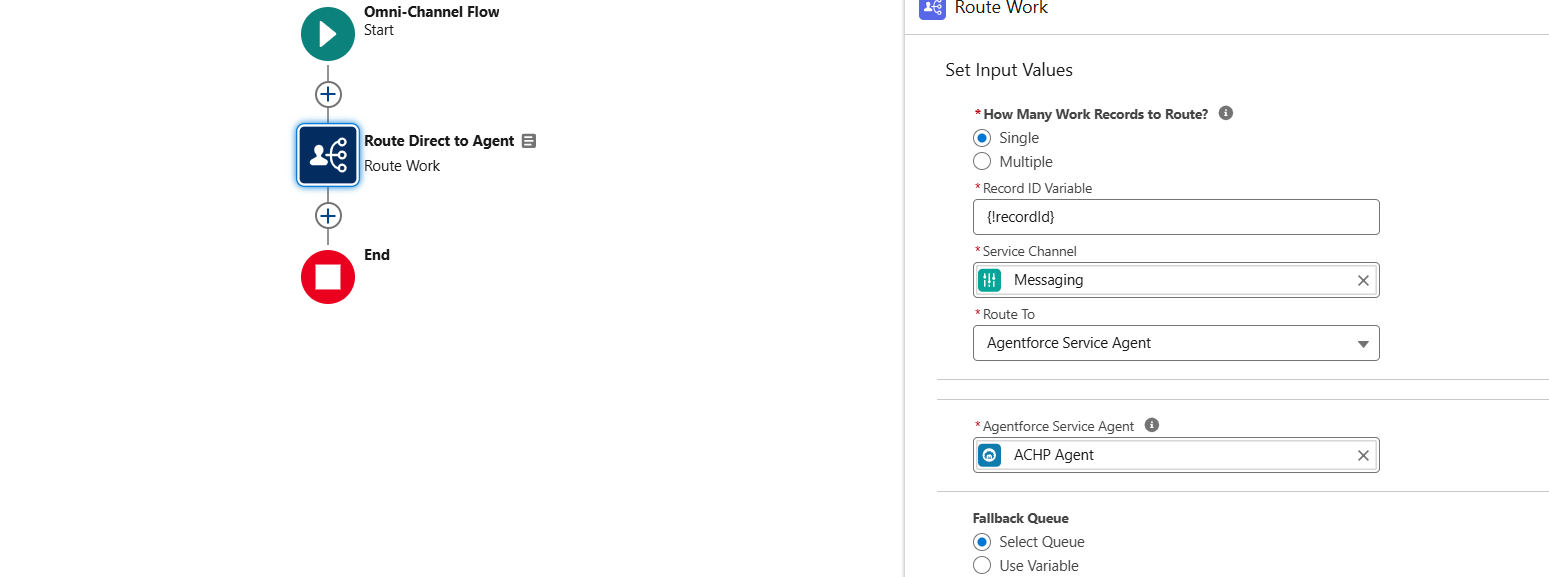 Omni-Channel Flow
Start
Route Direct to Agent
Route Work
End
Route Work
Set Input Values
* How Many Work Records to Route?
Single
Multiple
* Record ID Variable
{!recordId}
* Service Channel
Messaging
* Route To
Agentforce Service Agent
* Agentforce Service Agent
ACHP Agent
Fallback Queue
Select Queue
Use Variable